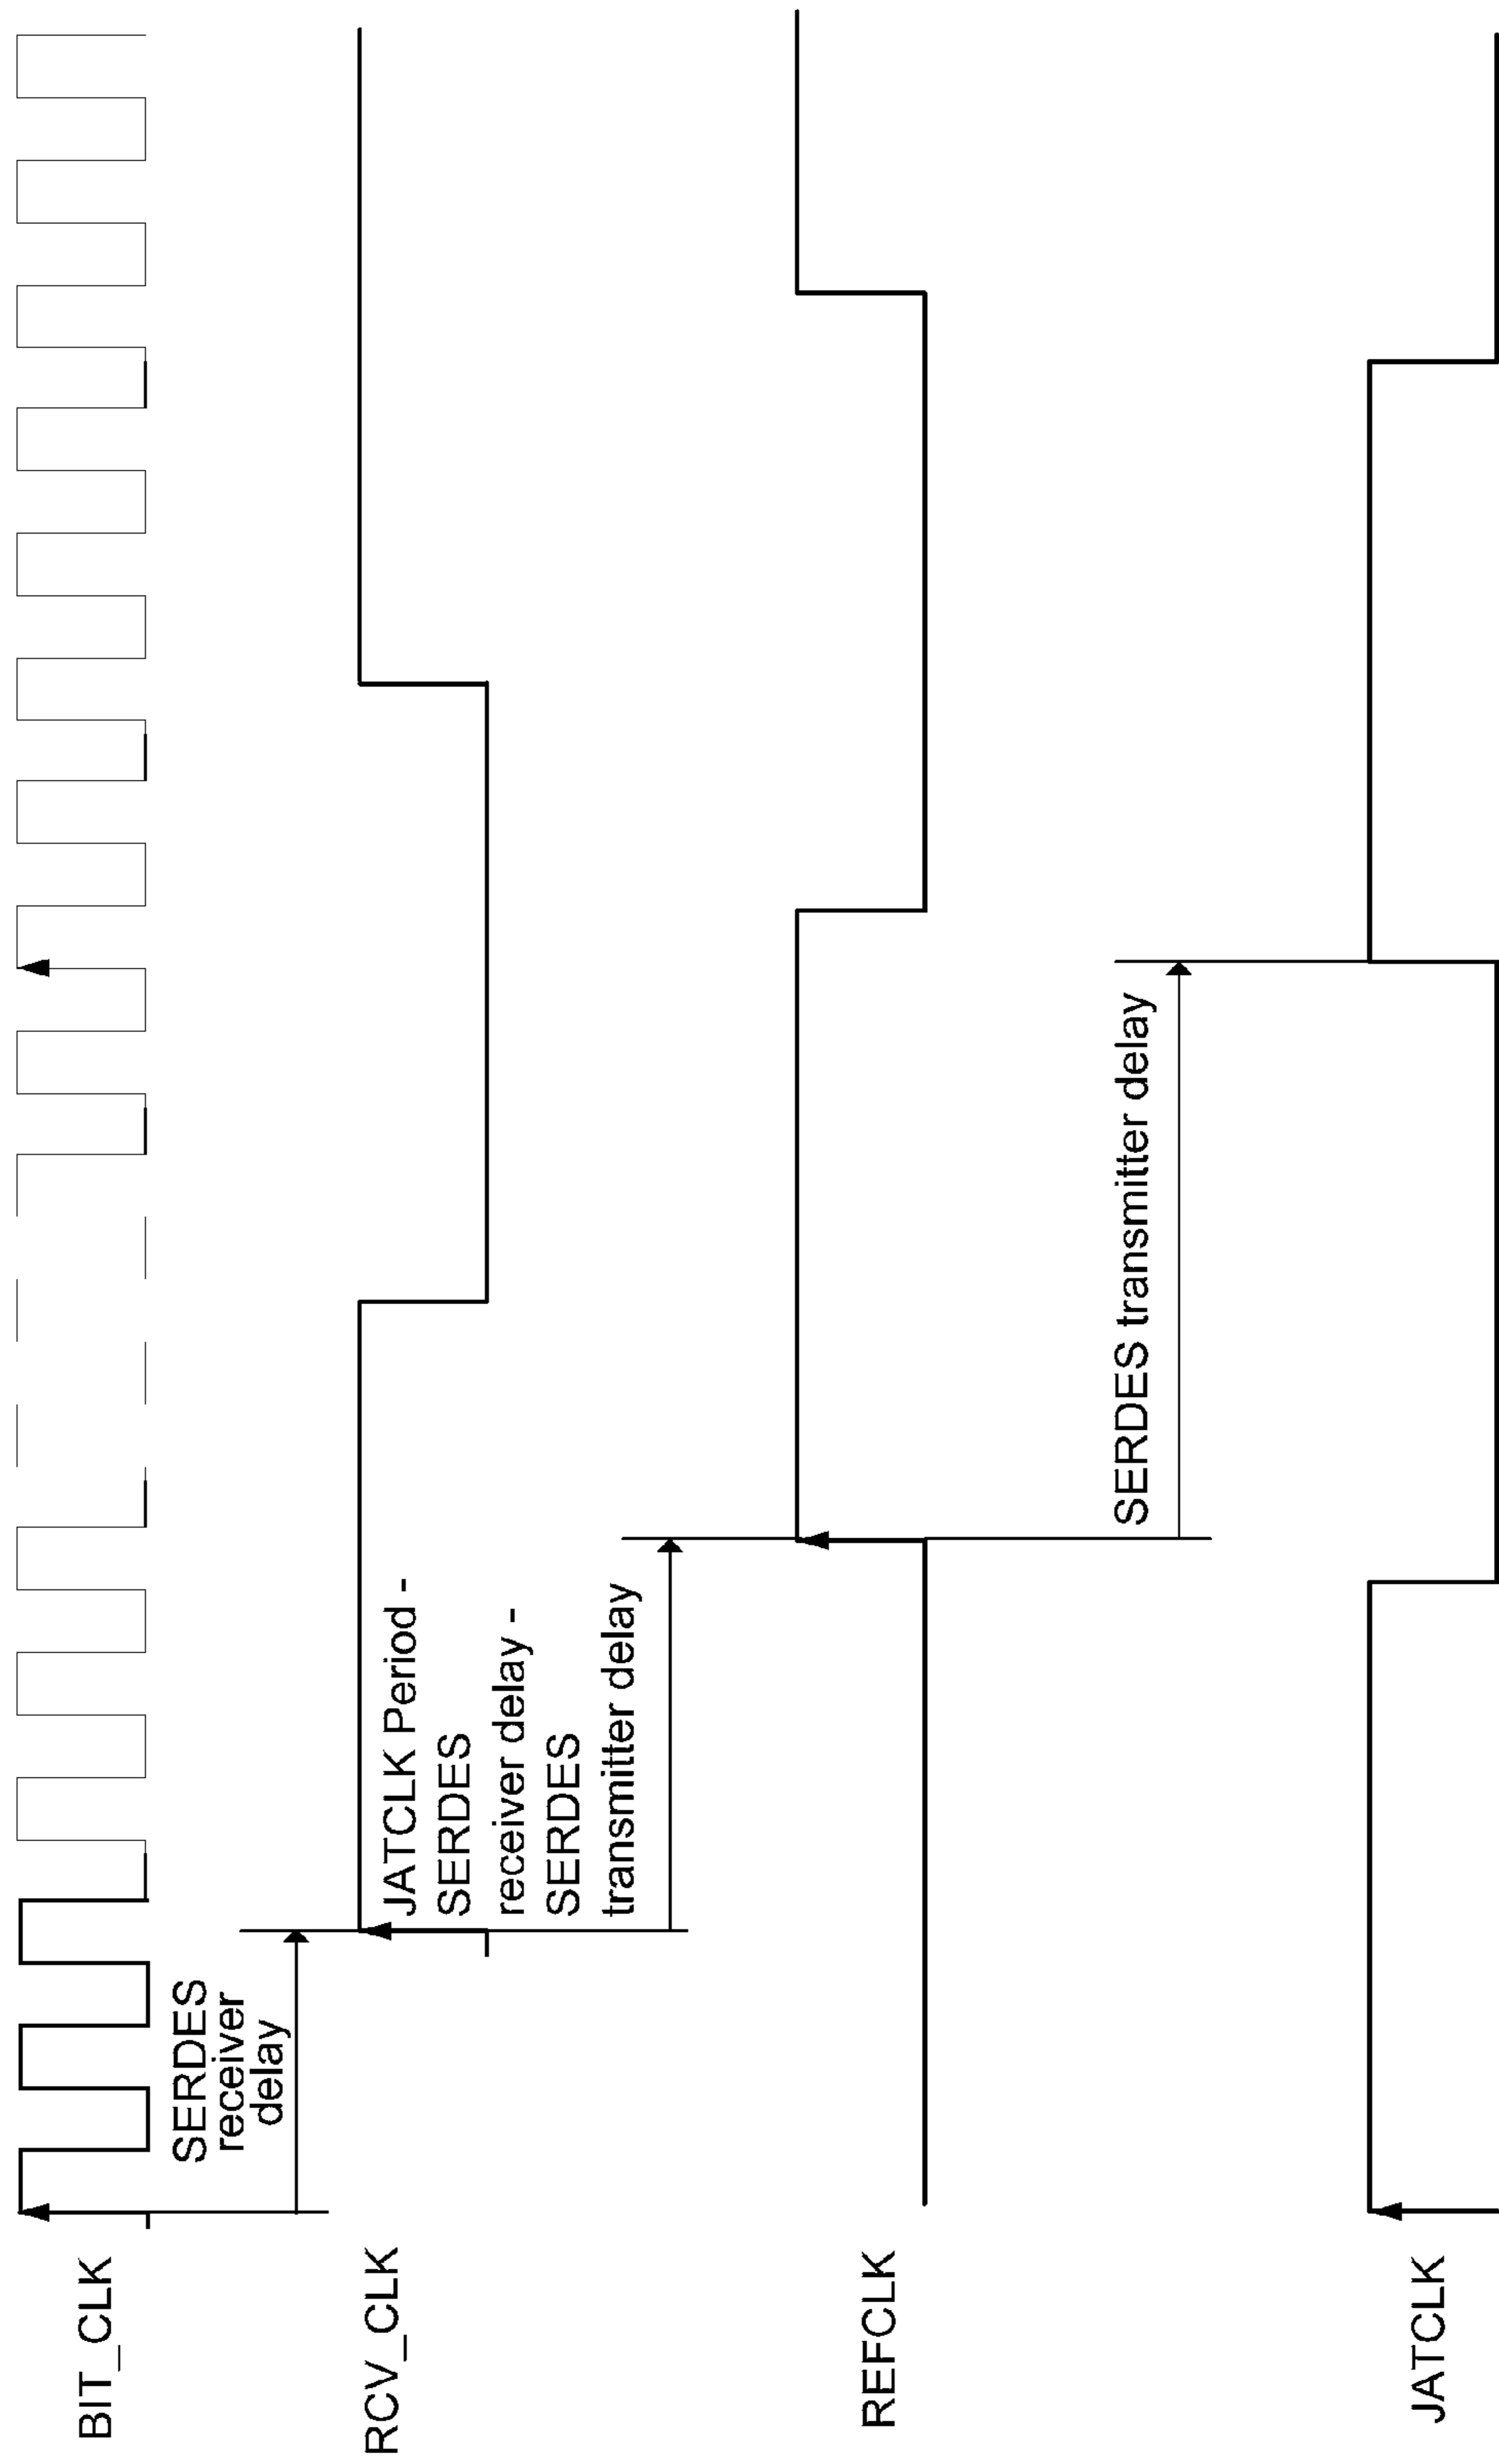 BIT_CLK
SERDES
receiver
delay
RCV_CLK
JATCLK Period -
SERDES
receiver delay -
SERDES
transmitter delay
REFCLK
SERDES transmitter delay
JATCLK